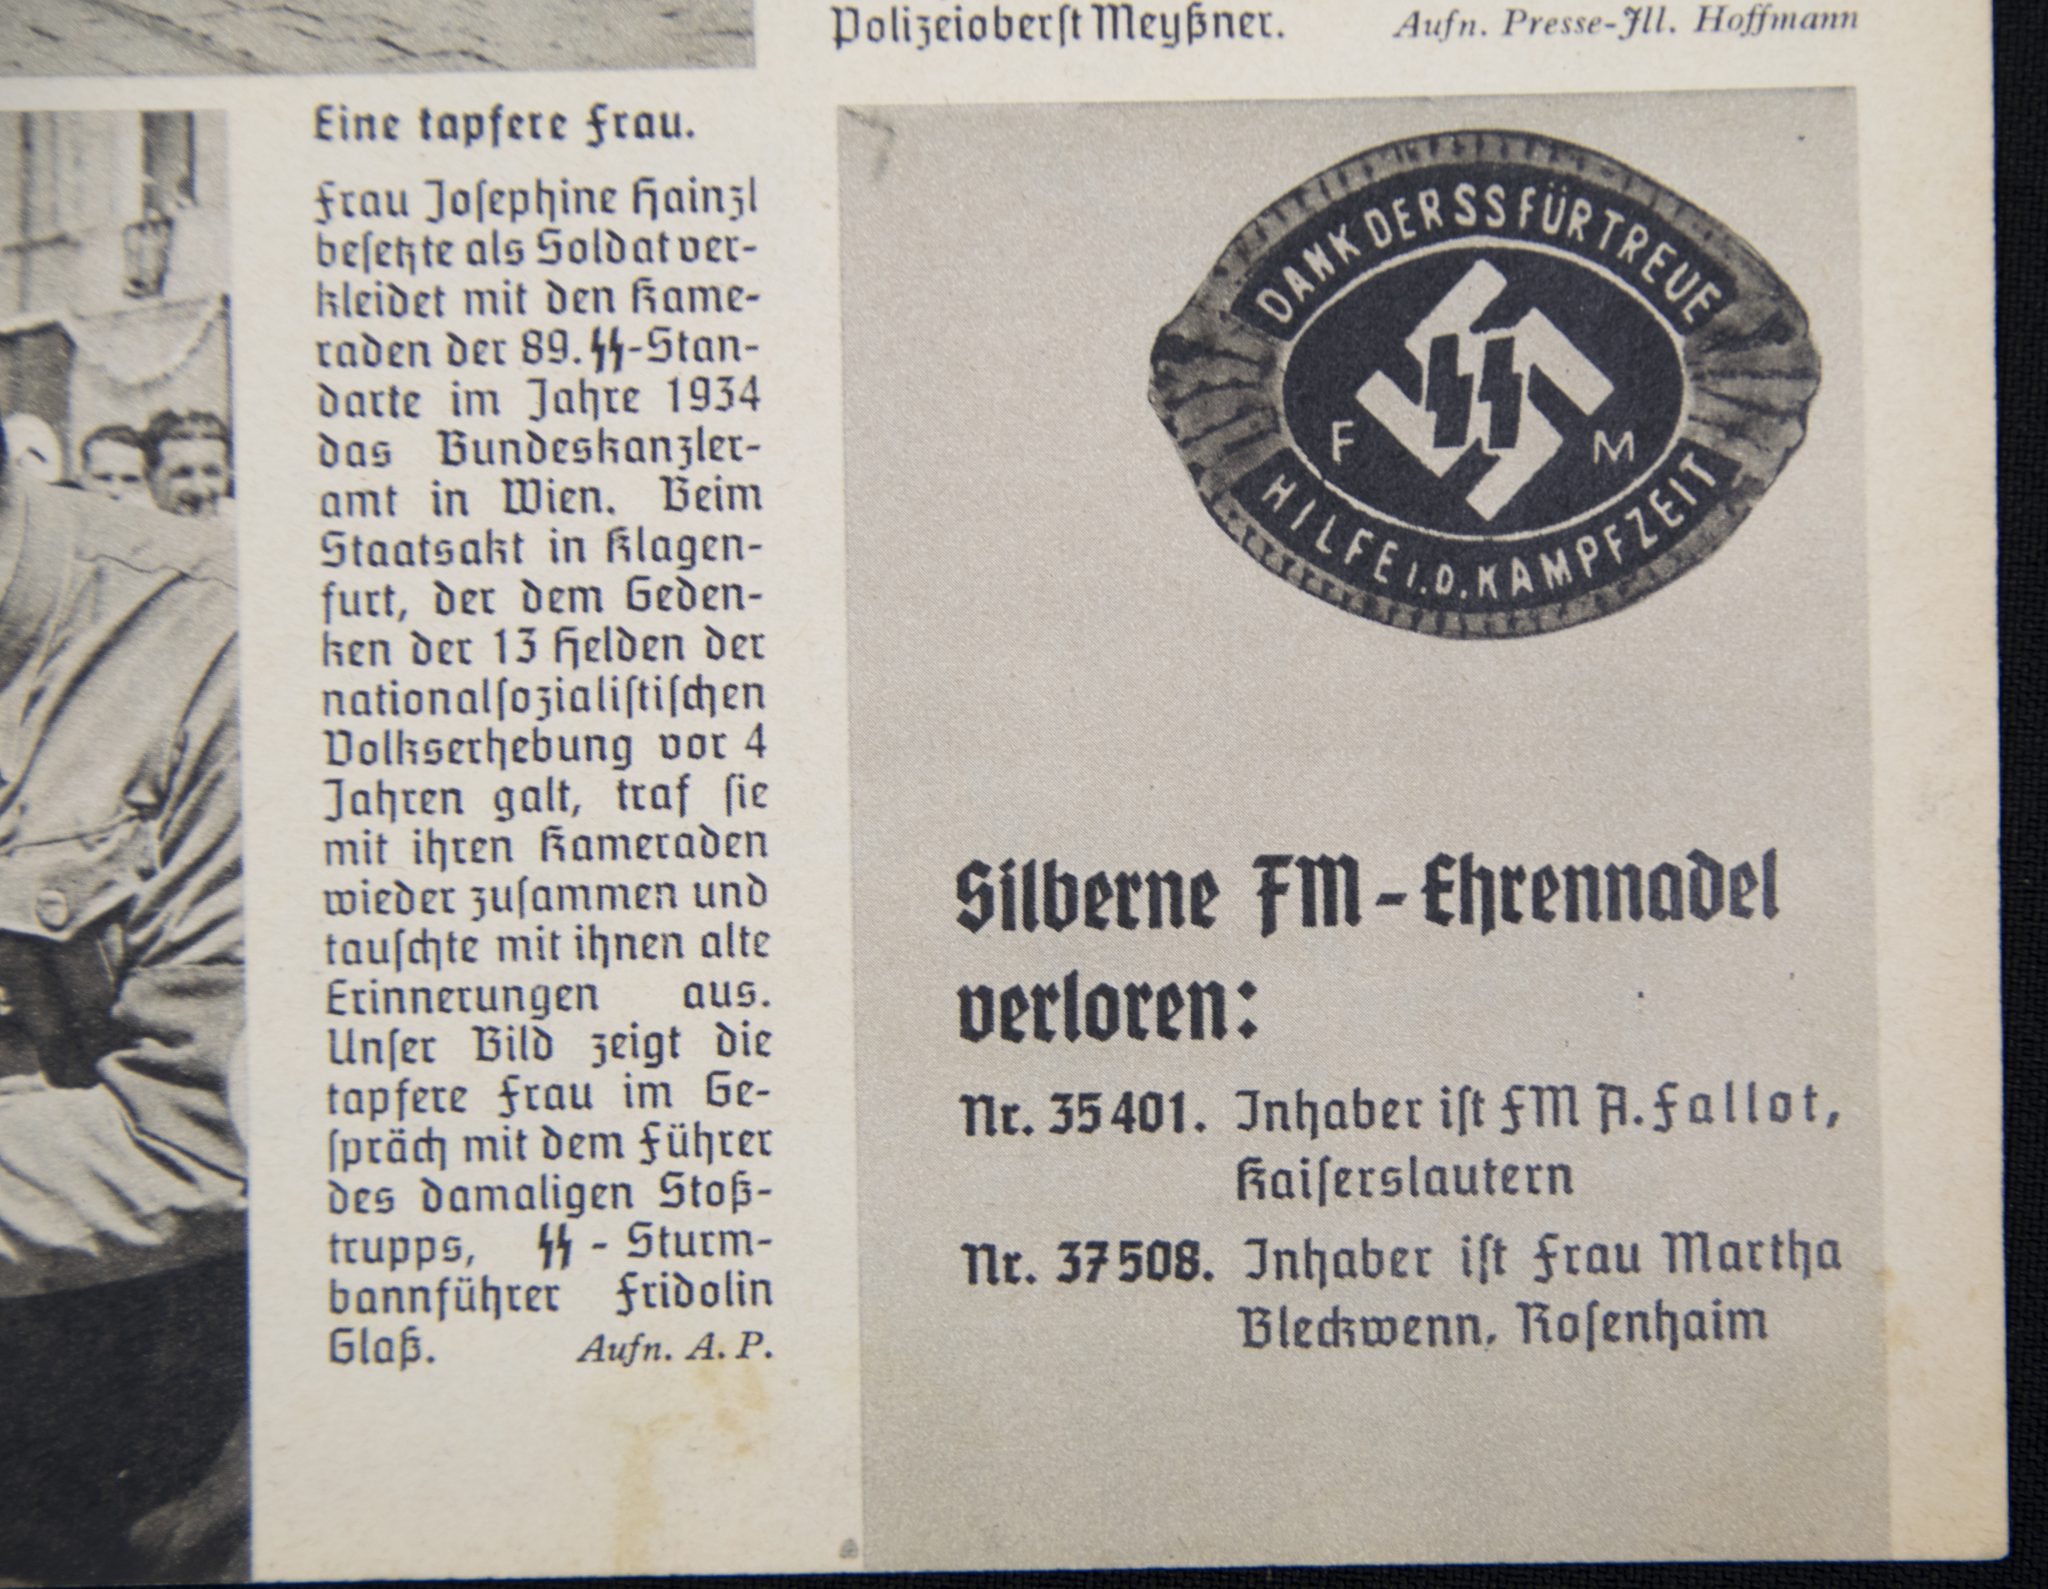 Polizeioberst Meyßner.
Aufn. Presse-Ill. Hoffmann
Eine tapfere Frau.
Frau Josephine Hainzl
besetzte als Soldat ver-
kleidet mit den Kame-
raden der 89. SS-Stan-
darte im Jahre 1934
das Bundeskanzler-
amt in Wien. Beim
Staatsakt in Klagen-
furt, der dem Geden-
ken der 13 Helden der
nationalsozialistischen
Volkserhebung vor 4
Jahren galt, traf sie
mit ihren Kameraden
wieder zusammen und
tauschte mit ihnen alte
Erinnerungen aus.
Unser Bild zeigt die
tapfere Frau im Ge-
spräch mit dem Führer
des damaligen Stoß-
trupps, SS-Sturm-
bannführer Fridolin
Glaß. Aufn. A. P.
DANK DER SS FÜR TREUE
SS
F M
HILFE I. D. KAMPFZEIT
Silberne FM-Ehrennadel
verloren:
Nr. 35401. Inhaber ist FM A. Fallot,
Kaiserslautern
Nr. 37508. Inhaber ist Frau Martha
Bleckwenn, Rosenhaim